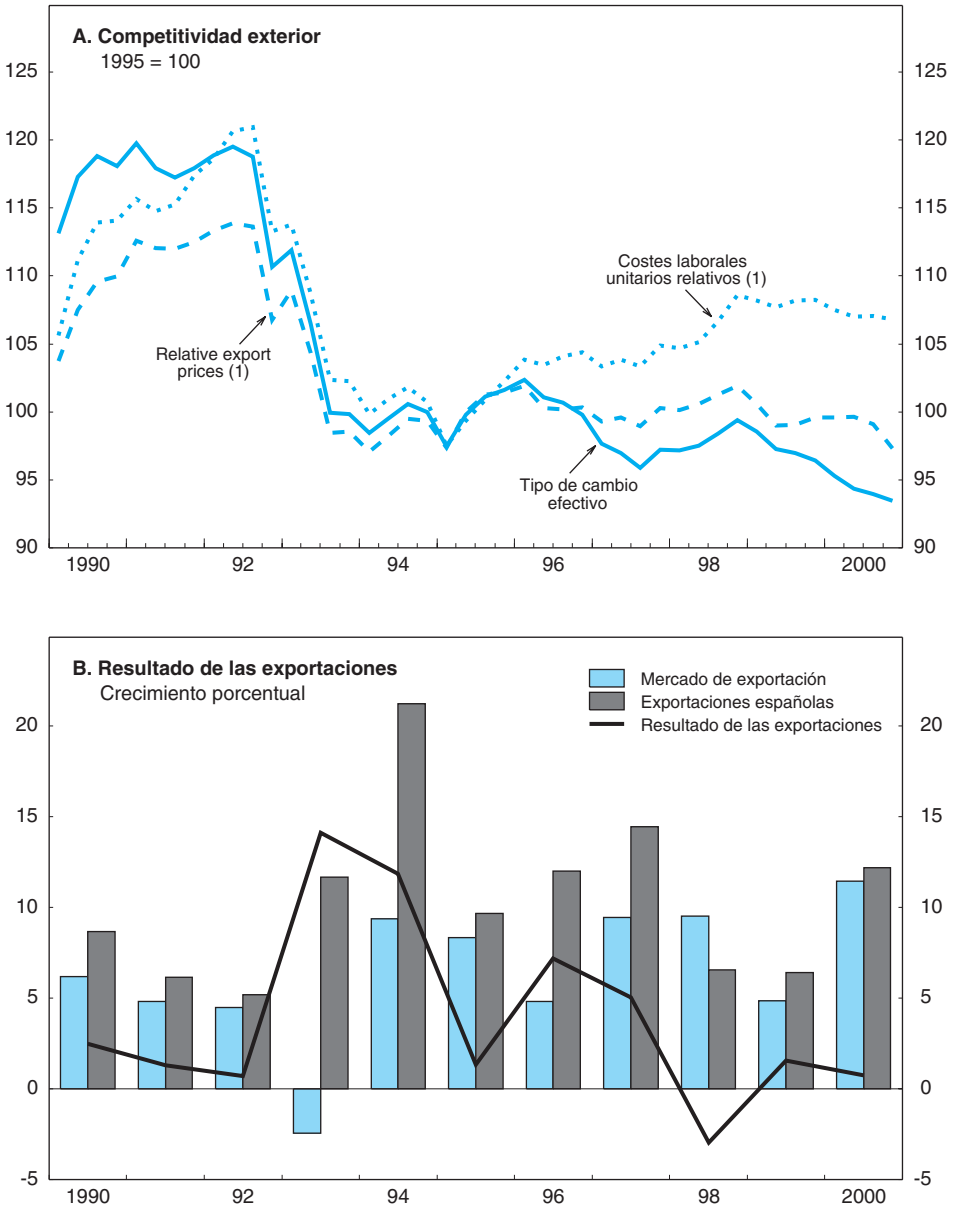 A. Competitividad exterior
1995 = 100
125 125
120 120
115 115
110 110
105 105
100 100
95 95
90 90
Costes laborales
unitarios relativos (1)
Relative export
prices (1)
Tipo de cambio
efectivo
1990 92 94 96 98 2000
B. Resultado de las exportaciones
Crecimiento porcentual
Mercado de exportación
Exportaciones españolas
Resultado de las exportaciones
20 20
15 15
10 10
5 5
0 0
-5 -5
1990 92 94 96 98 2000